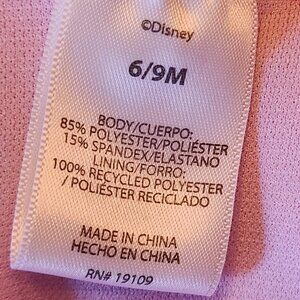 ©Disney
6/9M
BODY/CUERPO:
85% POLYESTER/POLIÉSTER
15% SPANDEX/ELASTANO
LINING/FORRO:
100% RECYCLED POLYESTER
/ POLIÉSTER RECICLADO
MADE IN CHINA
HECHO EN CHINA
RN# 19109